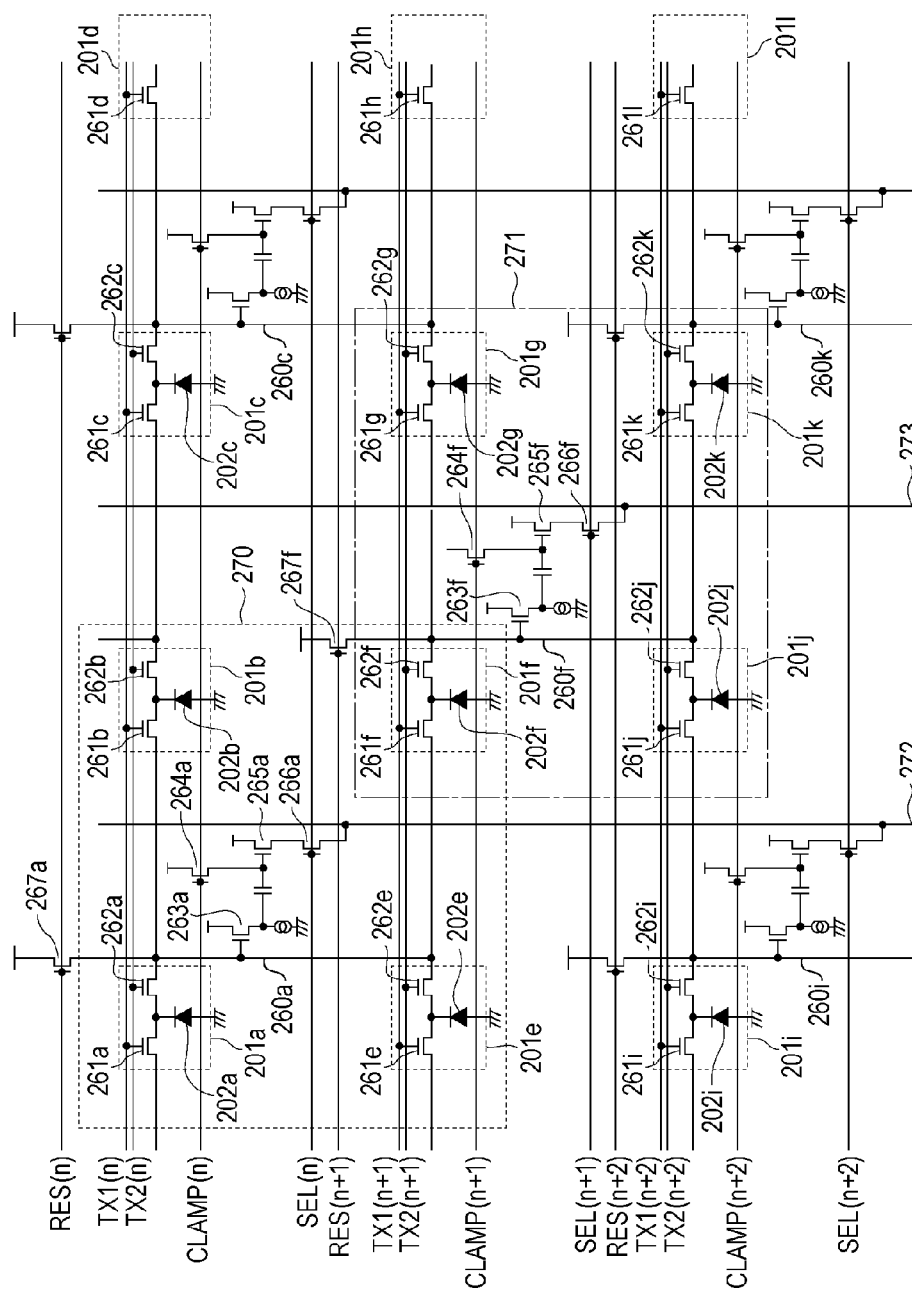 RES(n)
TX1(n)
TX2(n)
CLAMP(n)
SEL(n)
RES(n+1)
TX1(n+1)
TX2(n+1)
CLAMP(n+1)
SEL(n+1)
RES(n+2)
TX1(n+2)
TX2(n+2)
CLAMP(n+2)
SEL(n+2)
261a
262a
267a
202a
201a
263a
264a
265a
266a
260a
261b
262b
270
202b
201b
267f
261c
262c
202c
201c
260c
261d
201d
261e
262e
202e
201e
261f
262f
202f
201f
263f
260f
264f
265f
266f
261g
262g
271
202g
201g
261h
201h
261i
262i
202i
201i
260i
272
261j
262j
202j
201j
273
261k
262k
202k
201k
260k
261l
201l